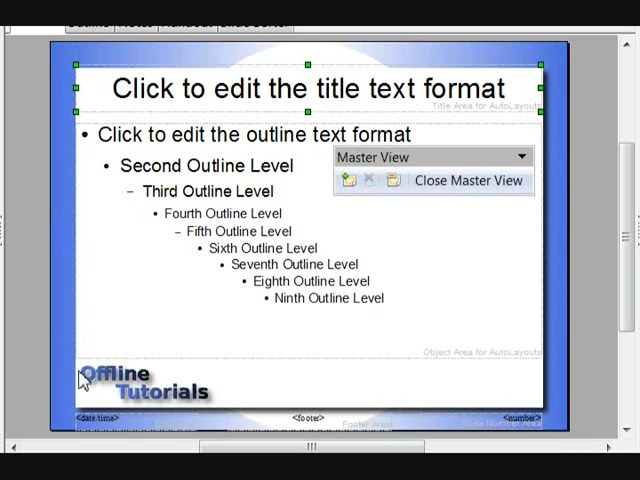 Click to edit the title text format
Title Area for AutoLayouts
• Click to edit the outline text format
• Second Outline Level
– Third Outline Level
• Fourth Outline Level
– Fifth Outline Level
• Sixth Outline Level
• Seventh Outline Level
• Eighth Outline Level
• Ninth Outline Level
Master View
Close Master View
Object Area for AutoLayouts
Offline
Tutorials
<date/time>
<footer>
<number>
Footer Area
Slide Number Area